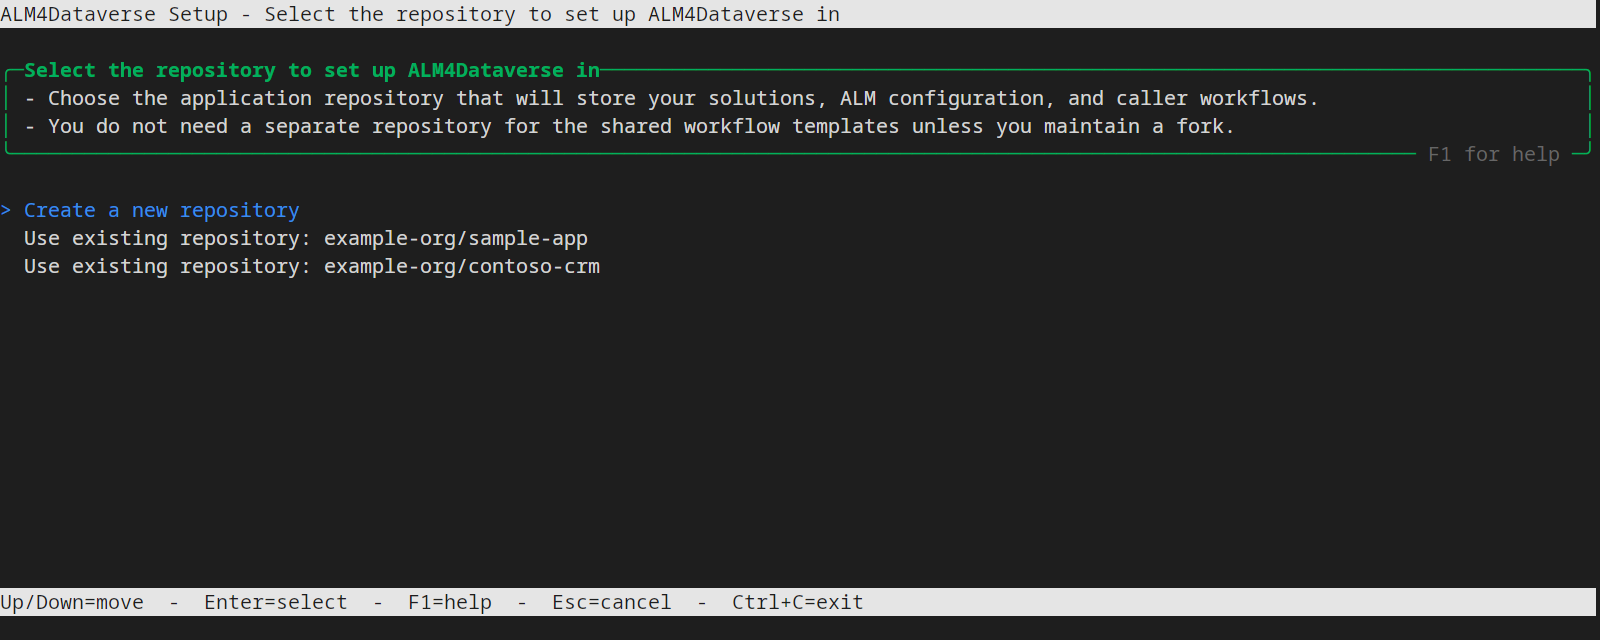 ALM4Dataverse Setup - Select the repository to set up ALM4Dataverse in
Select the repository to set up ALM4Dataverse in
- Choose the application repository that will store your solutions, ALM configuration, and caller workflows.
- You do not need a separate repository for the shared workflow templates unless you maintain a fork.
F1 for help
> Create a new repository
Use existing repository: example-org/sample-app
Use existing repository: example-org/contoso-crm
Up/Down=move - Enter=select - F1=help - Esc=cancel - Ctrl+C=exit